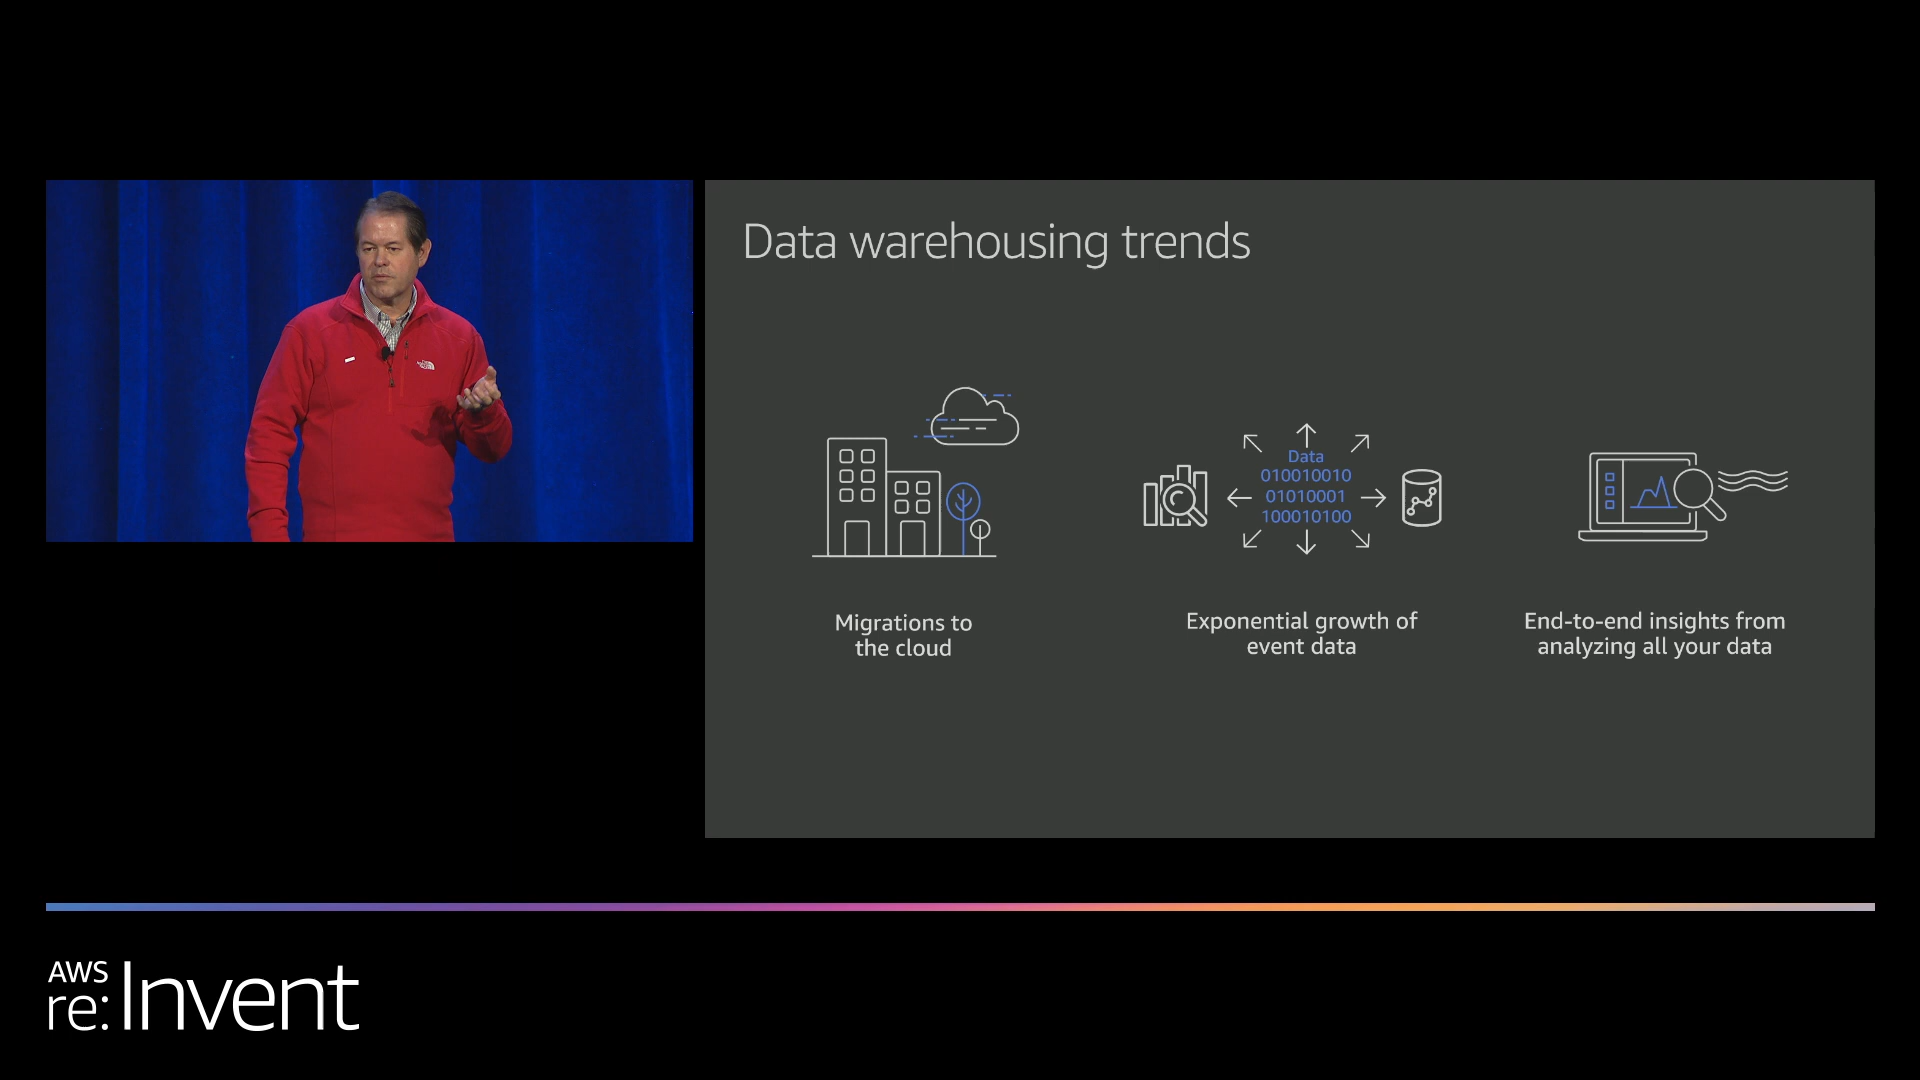 Data warehousing trends
Data
010010010
01010001
100010100
Migrations to
the cloud
Exponential growth of
event data
End-to-end insights from
analyzing all your data
AWS
re:Invent